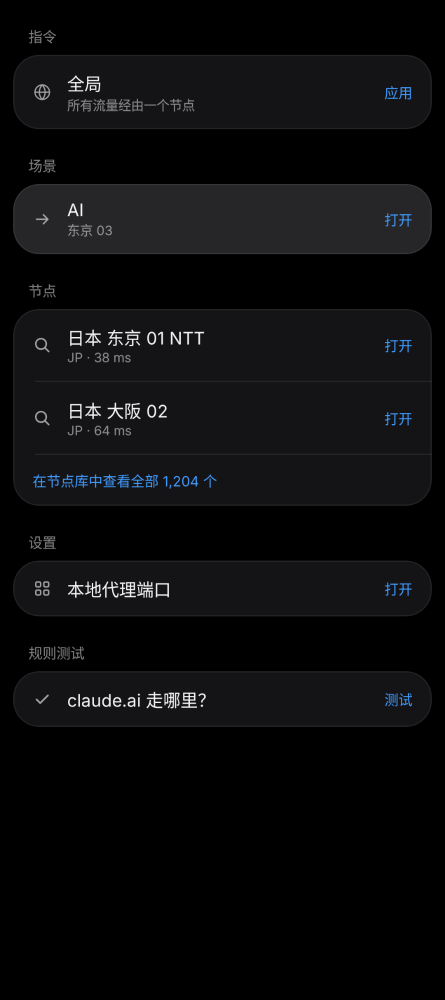 指令
全局
所有流量经由一个节点
应用
场景
AI
东京 03
打开
节点
日本 东京 01 NTT
JP · 38 ms
打开
日本 大阪 02
JP · 64 ms
打开
在节点库中查看全部 1,204 个
设置
本地代理端口
打开
规则测试
claude.ai 走哪里？
测试